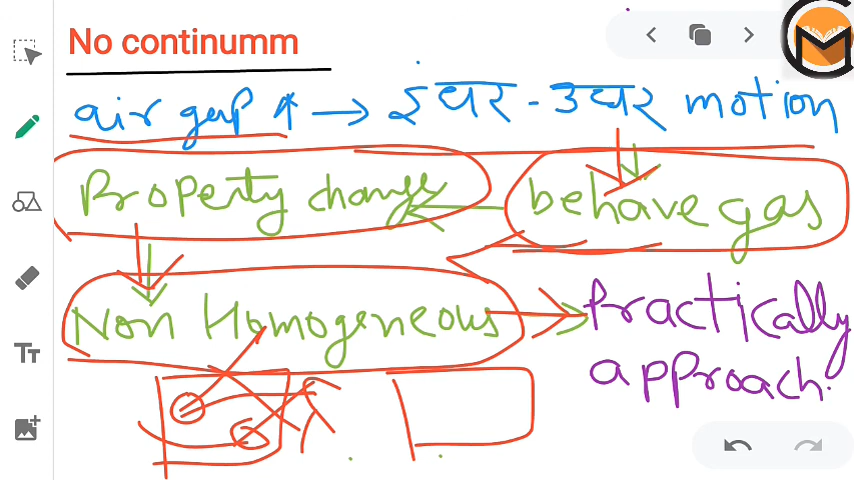 No continumm
air gap ↑ → इधर - उधर motion
Property change ← behave gas
Non Homogeneous → Practically
approach.